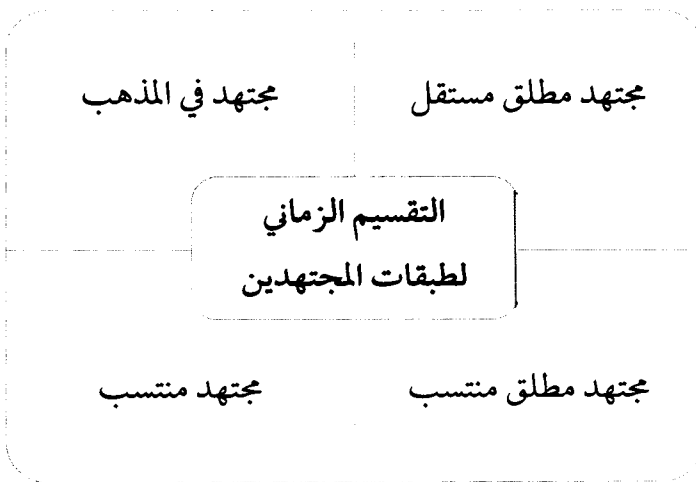 مجتهد مطلق مستقل
مجتهد في المذهب
التقسيم الزماني
لطبقات المجتهدين
مجتهد مطلق منتسب
مجتهد منتسب